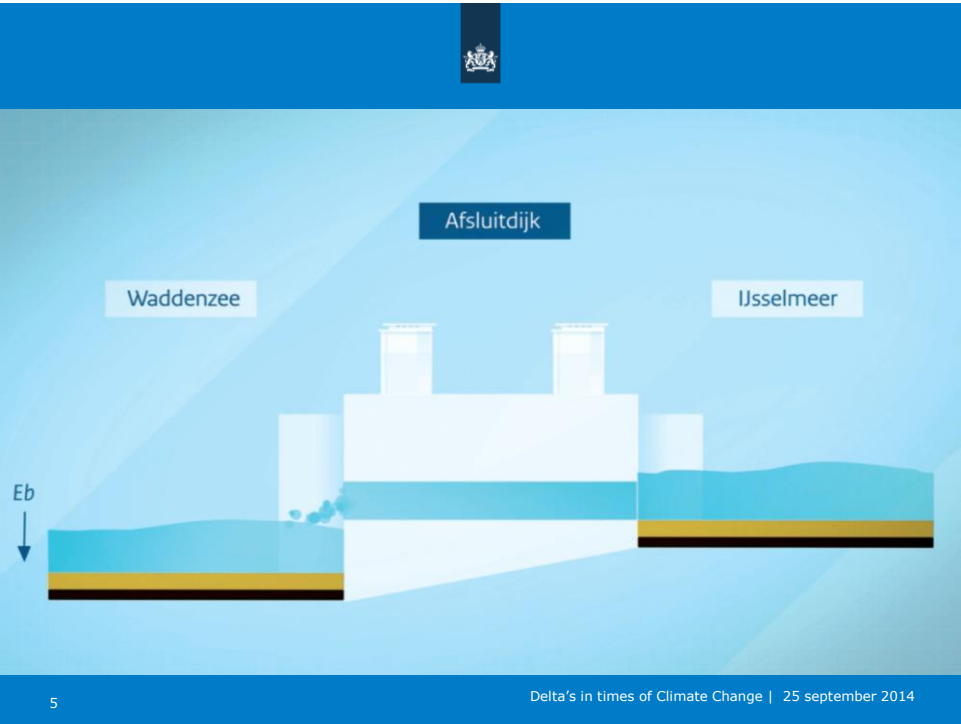 Afsluitdijk
Waddenzee
IJsselmeer
Eb
5
Delta's in times of Climate Change | 25 september 2014